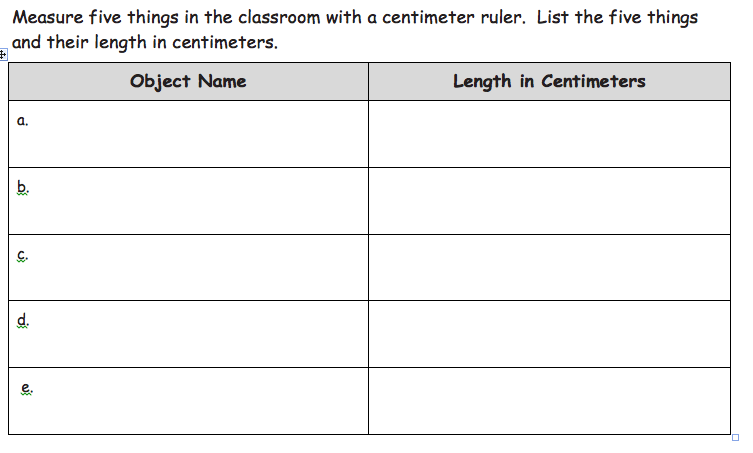 Measure five things in the classroom with a centimeter ruler. List the five things
and their length in centimeters.
Object Name Length in Centimeters
a.
b.
c.
d.
e.